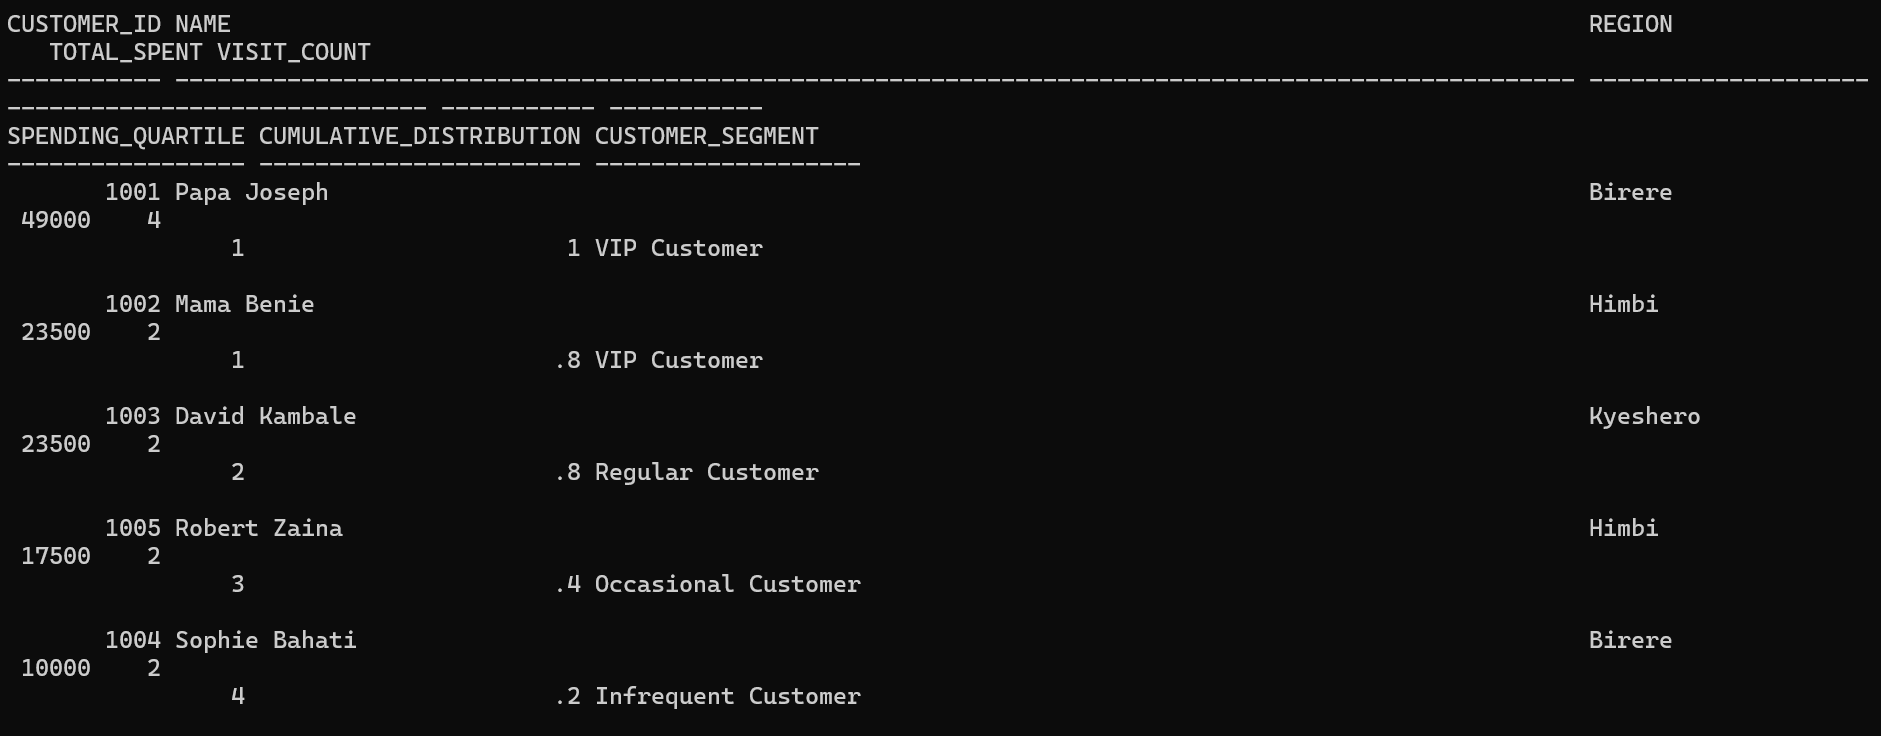 CUSTOMER_ID NAME                                                                                                 REGION
   TOTAL_SPENT VISIT_COUNT
----------- ---------------------------------------------------------------------------------------------------- --------------------
------------------------------ ----------- -----------
SPENDING_QUARTILE CUMULATIVE_DISTRIBUTION CUSTOMER_SEGMENT
----------------- ----------------------- -------------------
       1001 Papa Joseph                                                                                          Birere
 49000    4
                1                       1 VIP Customer

       1002 Mama Benie                                                                                           Himbi
 23500    2
                1                      .8 VIP Customer

       1003 David Kambale                                                                                        Kyeshero
 23500    2
                2                      .8 Regular Customer

       1005 Robert Zaina                                                                                         Himbi
 17500    2
                3                      .4 Occasional Customer

       1004 Sophie Bahati                                                                                        Birere
 10000    2
                4                      .2 Infrequent Customer